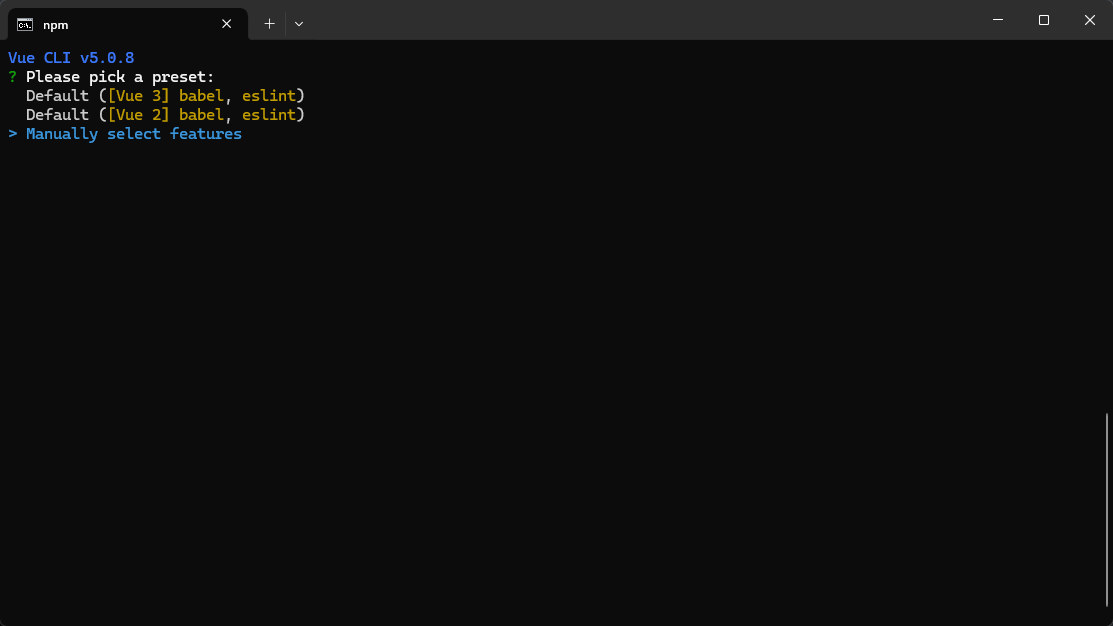 npm
Vue CLI v5.0.8
? Please pick a preset:
Default ([Vue 3] babel, eslint)
Default ([Vue 2] babel, eslint)
> Manually select features